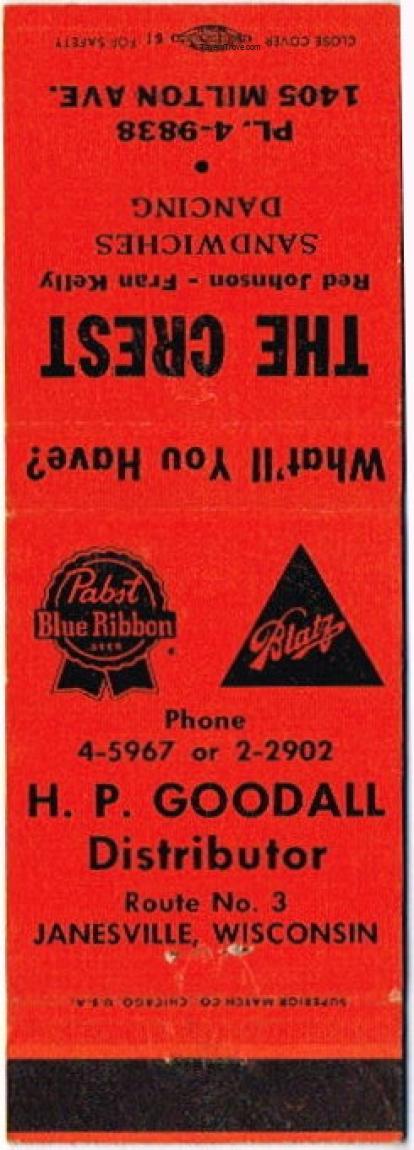 CLOSE COVER FOR SAFETY 61
1405 MILTON AVE.
PL. 4-9838
DANCING
SANDWICHES
Red Johnson - Fran Kelly
THE CREST
What'll You Have?
Pabst
Blue Ribbon
BEER
Blatz
Phone
4-5967 or 2-2902
H. P. GOODALL
Distributor
Route No. 3
JANESVILLE, WISCONSIN
SUPERIOR MATCH CO. CHICAGO U.S.A.